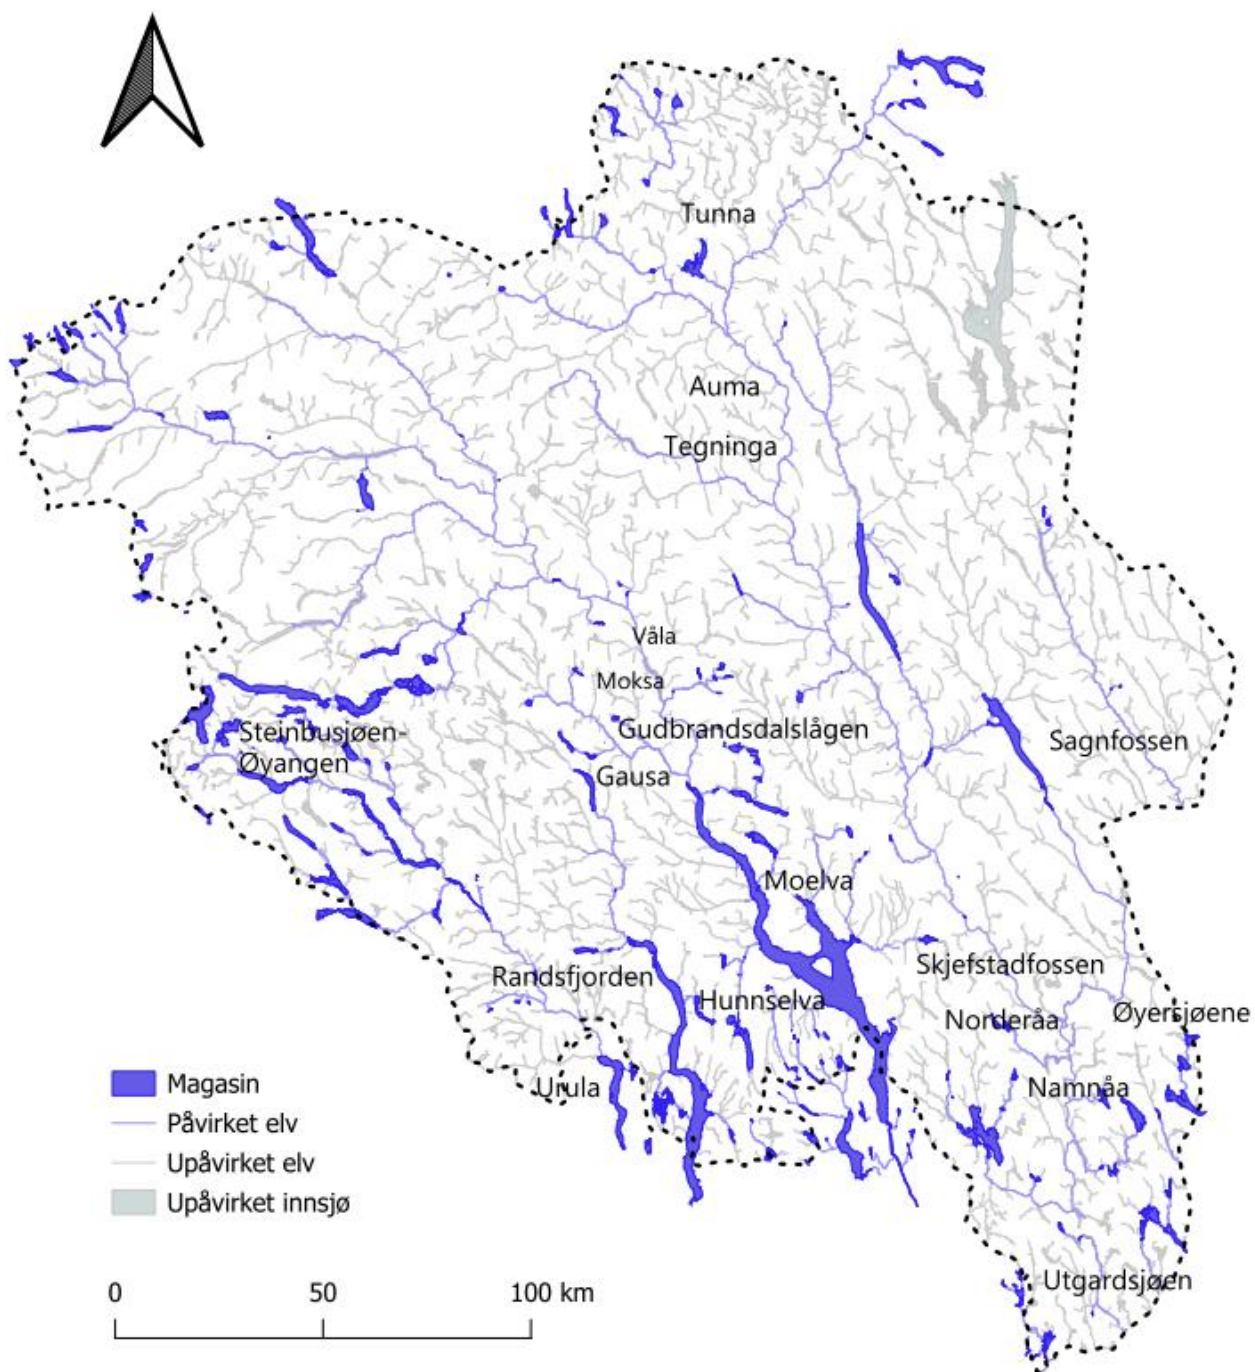 Tunna
Auma
Tegninga
Våla
Moksa
Steinbusjøen-
Øyangen
Gudbrandsdalslågen
Gausa
Sagnfossen
Moelva
Randsfjorden
Skjefstadfossen
Hunnselva
Norderåa
Øyersjøene
Urula
Namnåa
Utgardsjøen
Magasin
Påvirket elv
Upåvirket elv
Upåvirket innsjø
0 50 100 km